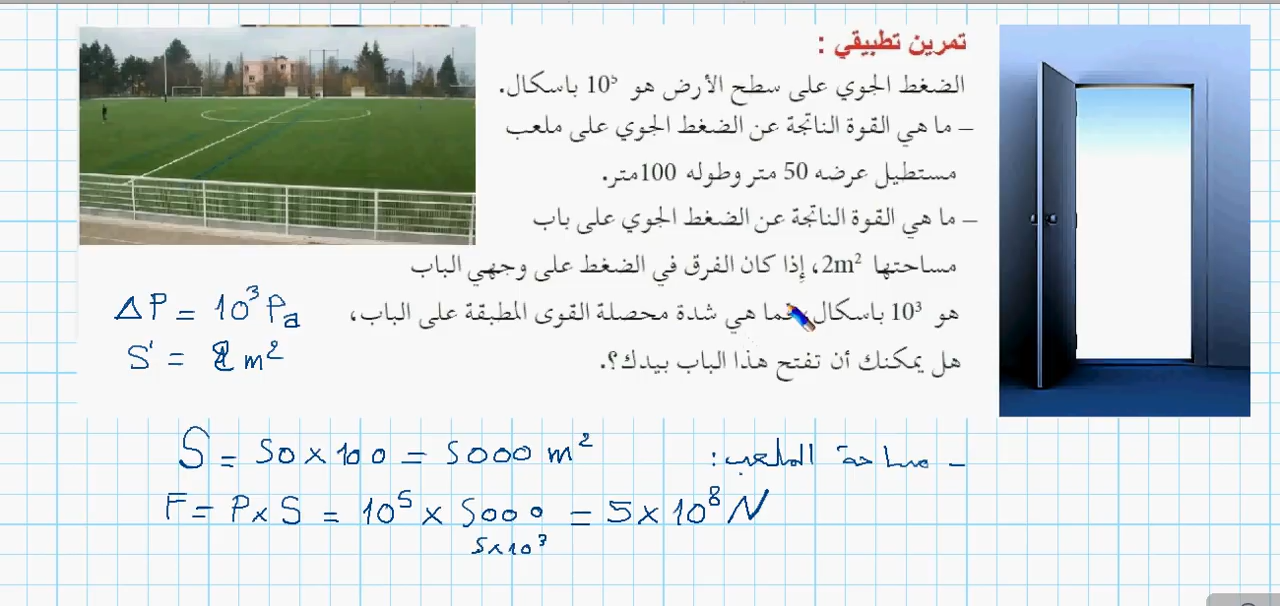 تمرين تطبيقي :
الضغط الجوي على سطح الأرض هو 10⁵ باسكال.
– ما هي القوة الناتجة عن الضغط الجوي على ملعب
مستطيل عرضه 50 متر وطوله 100متر.
– ما هي القوة الناتجة عن الضغط الجوي على باب
مساحتها 2m²، إذا كان الفرق في الضغط على وجهي الباب
هو 10³ باسكال، فما هي شدة محصلة القوى المطبقة على الباب،
هل يمكنك أن تفتح هذا الباب بيدك؟.
ΔP = 10³ Pa
S' = 2 m²
– مساحة الملعب :
S = 50 × 100 = 5000 m²
F = P × S = 10⁵ × 5000 = 5 × 10⁸ N
5×10³